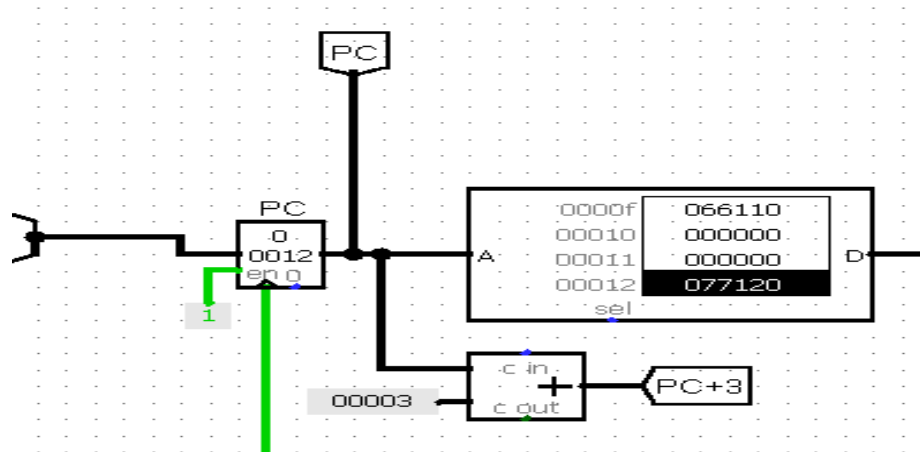 PC
PC
0
0012
en 0
1
A
0000f 066110
00010 000000
00011 000000
00012 077120
D
sel
c in
+
c out
00003
PC+3